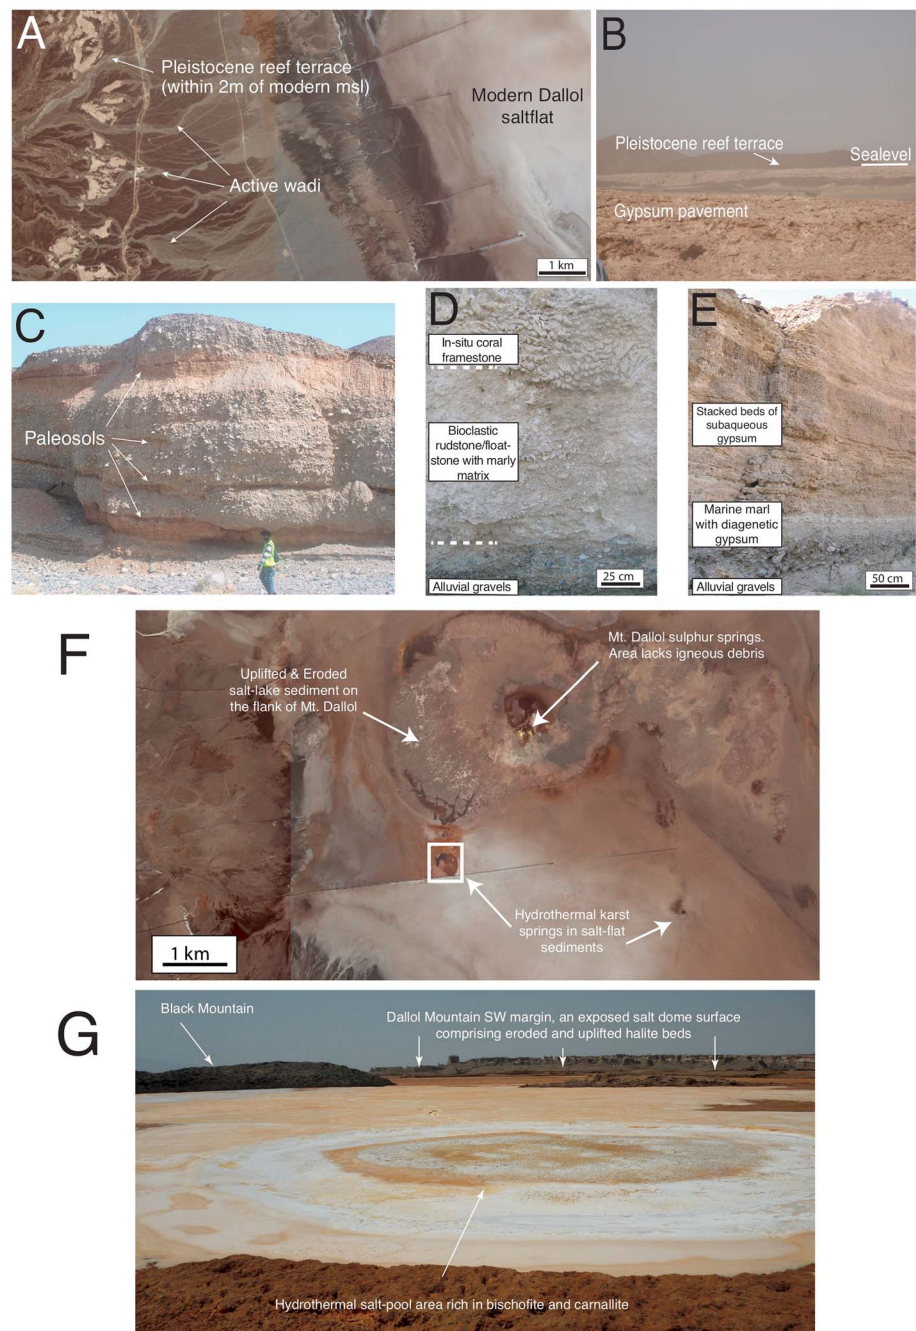 A
Pleistocene reef terrace
(within 2m of modern msl)
Modern Dallol
saltflat
Active wadi
1 km
B
Pleistocene reef terrace
Sealevel
Gypsum pavement
C
Paleosols
D
In-situ coral
framestone
Bioclastic
rudstone/float-
stone with marly
matrix
Alluvial gravels
25 cm
E
Stacked beds of
subaqueous
gypsum
Marine marl
with diagenetic
gypsum
Alluvial gravels
50 cm
F
Uplifted & Eroded
salt-lake sediment on
the flank of Mt. Dallol
Mt. Dallol sulphur springs.
Area lacks igneous debris
Hydrothermal karst
springs in salt-flat
sediments
1 km
G
Black Mountain
Dallol Mountain SW margin, an exposed salt dome surface
comprising eroded and uplifted halite beds
Hydrothermal salt-pool area rich in bischofite and carnallite